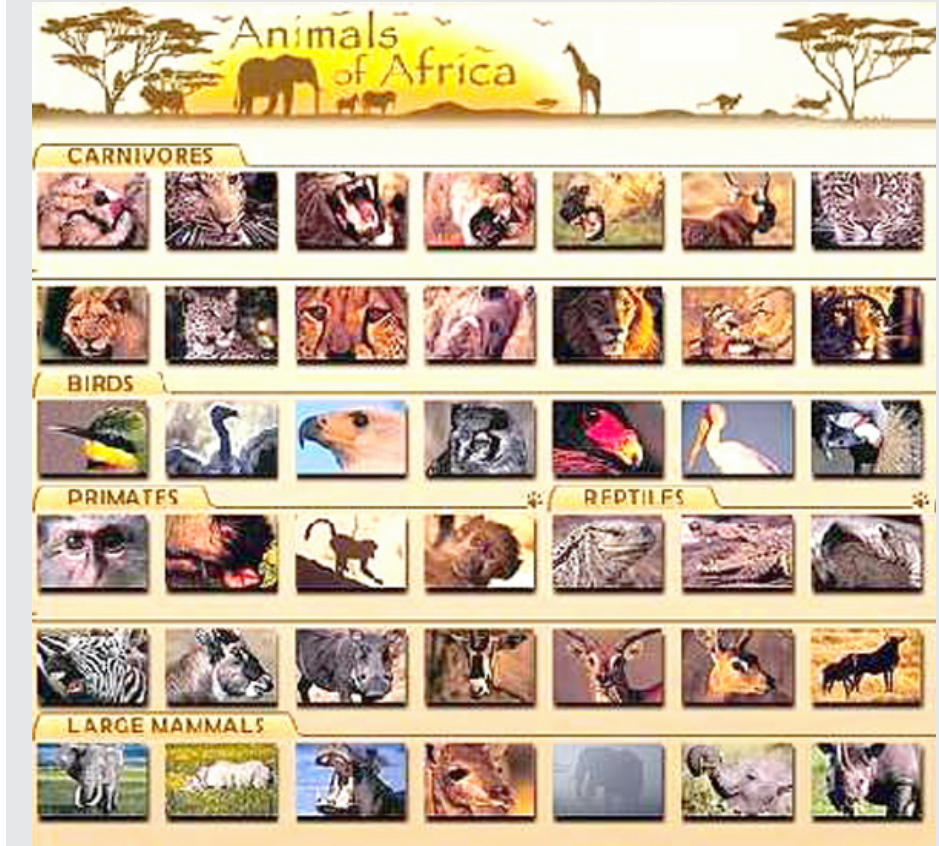 Animals
of Africa
CARNIVORES
BIRDS
PRIMATES
REPTILES
LARGE MAMMALS